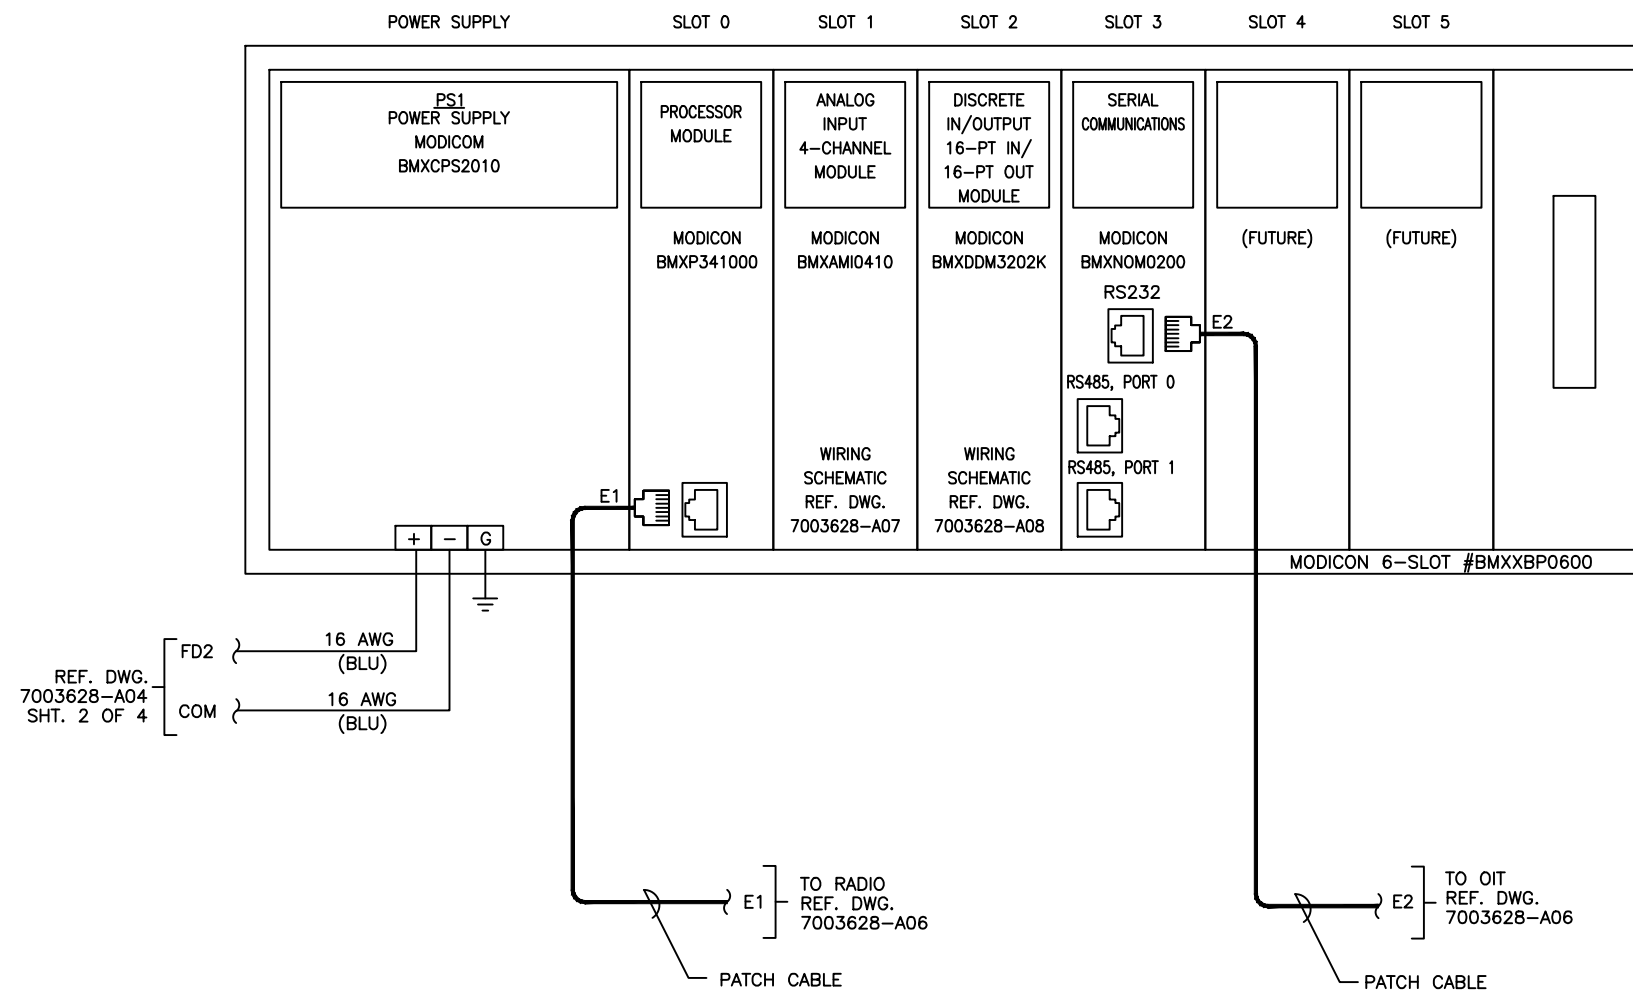 POWER SUPPLY
SLOT 0
SLOT 1
SLOT 2
SLOT 3
SLOT 4
SLOT 5
PS1
POWER SUPPLY
MODICOM
BMXCPS2010
PROCESSOR
MODULE
ANALOG
INPUT
4-CHANNEL
MODULE
DISCRETE
IN/OUTPUT
16-PT IN/
16-PT OUT
MODULE
SERIAL
COMMUNICATIONS
MODICON
BMXP341000
MODICON
BMXAMI0410
MODICON
BMXDDM3202K
MODICON
BMXNOM0200
(FUTURE)
(FUTURE)
RS232
E2
RS485, PORT 0
RS485, PORT 1
WIRING
SCHEMATIC
REF. DWG.
7003628-A07
WIRING
SCHEMATIC
REF. DWG.
7003628-A08
E1
+ - G
MODICON 6-SLOT #BMXXBP0600
REF. DWG.
7003628-A04
SHT. 2 OF 4
FD2
16 AWG
(BLU)
COM
16 AWG
(BLU)
E1
TO RADIO
REF. DWG.
7003628-A06
PATCH CABLE
E2
TO OIT
REF. DWG.
7003628-A06
PATCH CABLE